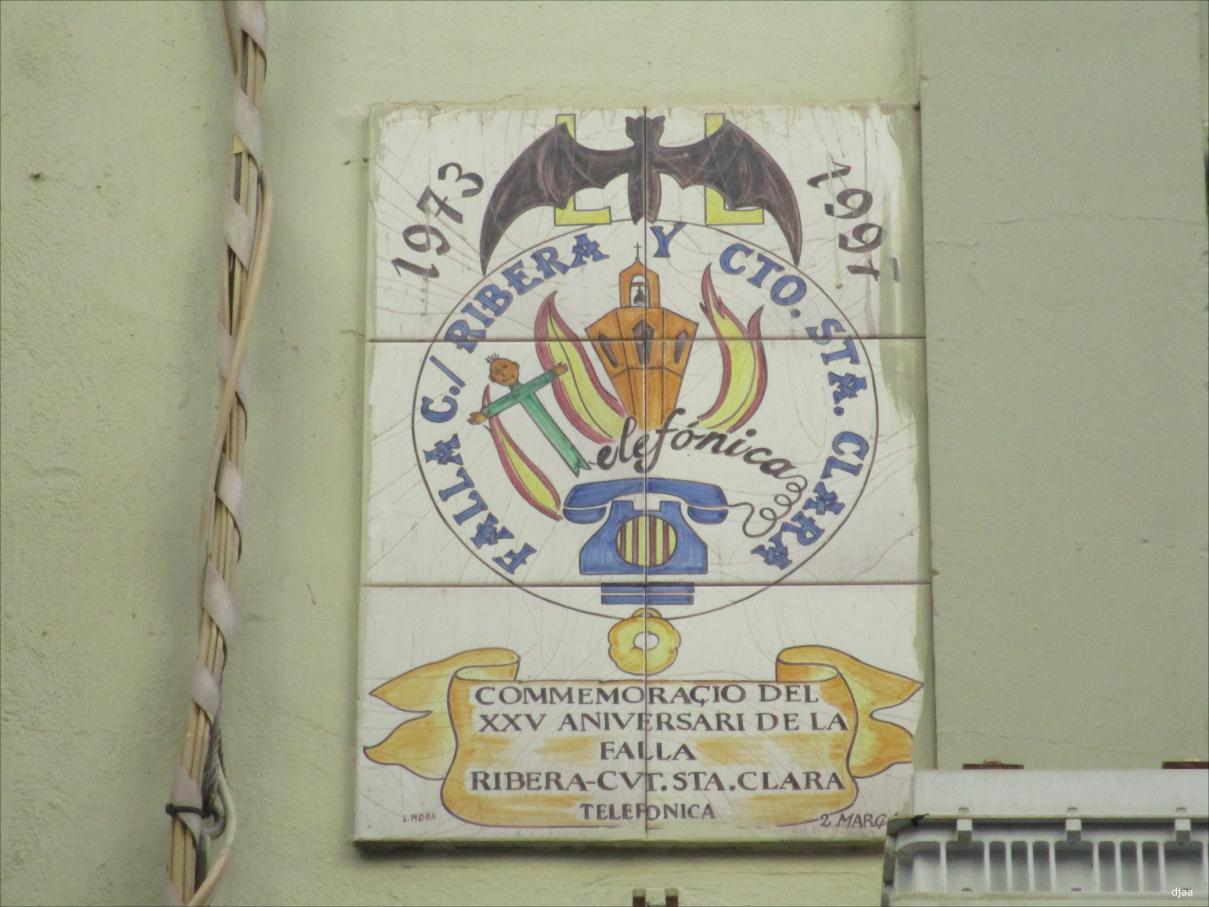 1973
1997
L L
FALLA C./ RIBERA Y CTO. STA. CLARA
Telefónica
COMMEMORAÇIO DEL
XXV ANIVERSARI DE LA
FALLA
RIBERA-CVT. STA. CLARA
TELEFONICA
L. MORA
2 MARÇ
djaa